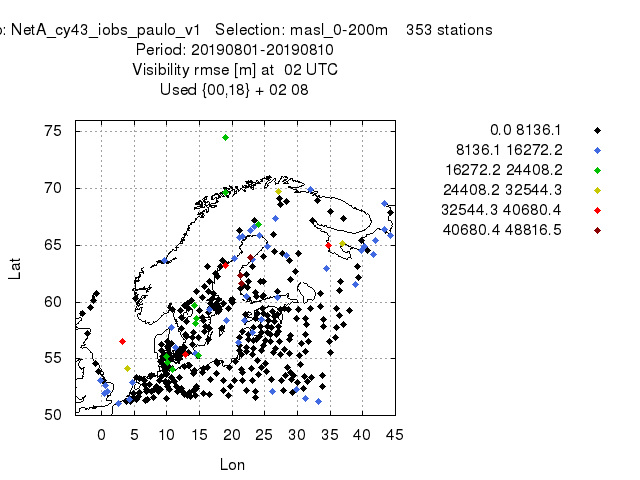 : NetA_cy43_iobs_paulo_v1 Selection: masl_0-200m 353 stations
Period: 20190801-20190810
Visibility rmse [m] at 02 UTC
Used {00,18} + 02 08
0.0 8136.1
8136.1 16272.2
16272.2 24408.2
24408.2 32544.3
32544.3 40680.4
40680.4 48816.5
75
70
65
60
55
50
Lat
0 5 10 15 20 25 30 35 40 45
Lon